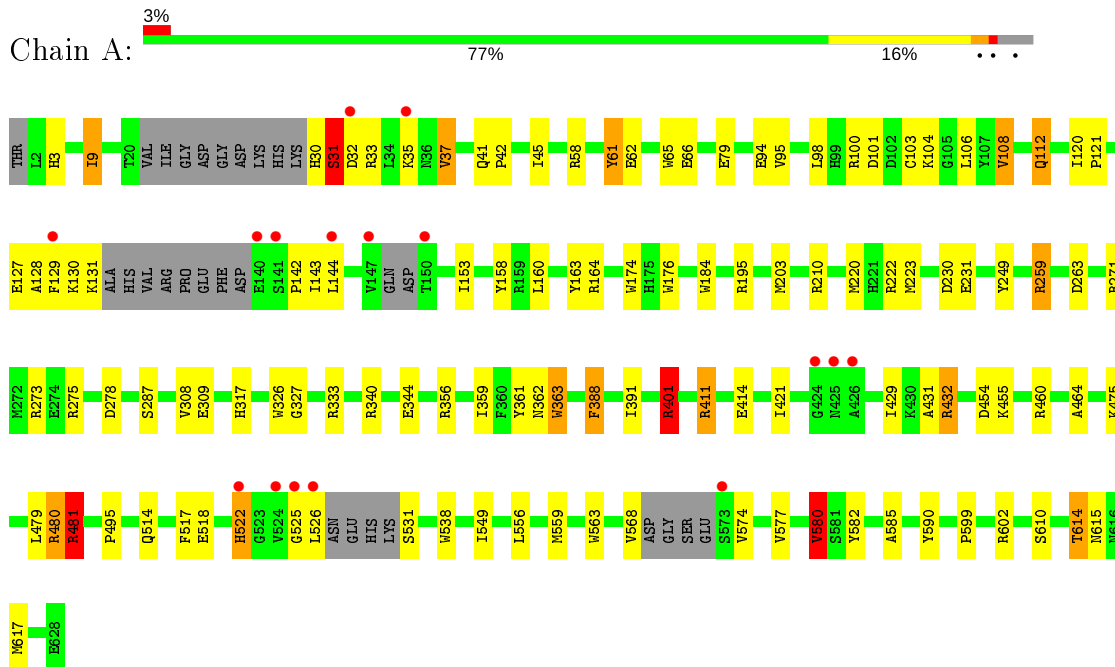 3%
Chain A:
77% 16% • • •
THR L2 H3 I9 T20 VAL ILE GLY ASP GLY ASP LYS HIS LYS H30 S31 D32 R33 L34 K35 N36 V37 Q41 P42 I45 R58 Y61 E62 W65 E66 E79 E94 V95 L98 H99 R100 D101 D102 C103 K104 G105 L106 Y107 V108 Q112 I120 P121
E127 A128 F129 K130 K131 ALA HIS VAL ARG PRO GLU PHE ASP E140 S141 P142 I143 L144 V147 GLN ASP T150 I153 Y158 R159 L160 Y163 R164 W174 H175 W176 W184 R195 M203 R210 M220 H221 R222 M223 D230 E231 Y249 R259 D263
M272 R273 E274 R275 D278 S287 V308 E309 H317 W326 G327 R333 R340 E344 R356 I359 F360 Y361 N362 W363 F388 I391 R401 R411 E414 I421 G424 N425 A426 I429 K430 A431 R432 D454 K455 R460 A464 K475
L479 R480 R481 P495 Q514 F517 E518 H522 G523 V524 G525 L526 ASN GLU HIS LYS S531 W538 I549 L556 M559 W563 V568 ASP GLY SER GLU S573 V574 V577 V580 S581 Y582 A585 Y590 P599 R602 S610 T614 N615 N616
M617 E628